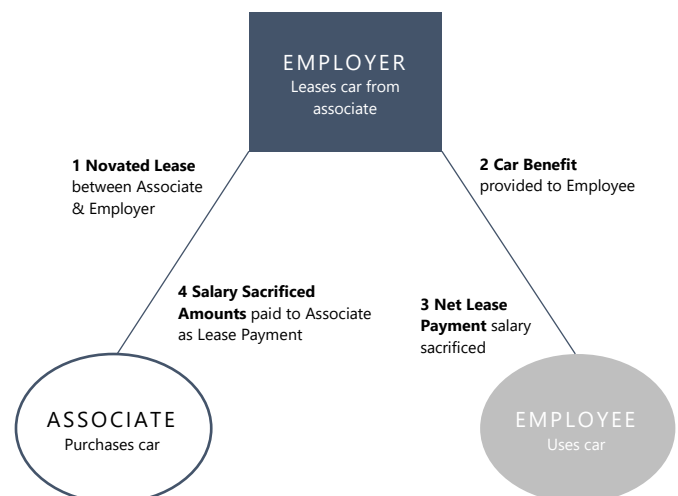 EMPLOYER
Leases car from
associate
1 Novated Lease
between Associate
& Employer
2 Car Benefit
provided to Employee
4 Salary Sacrificed
Amounts paid to Associate
as Lease Payment
3 Net Lease
Payment salary
sacrificed
ASSOCIATE
Purchases car
EMPLOYEE
Uses car